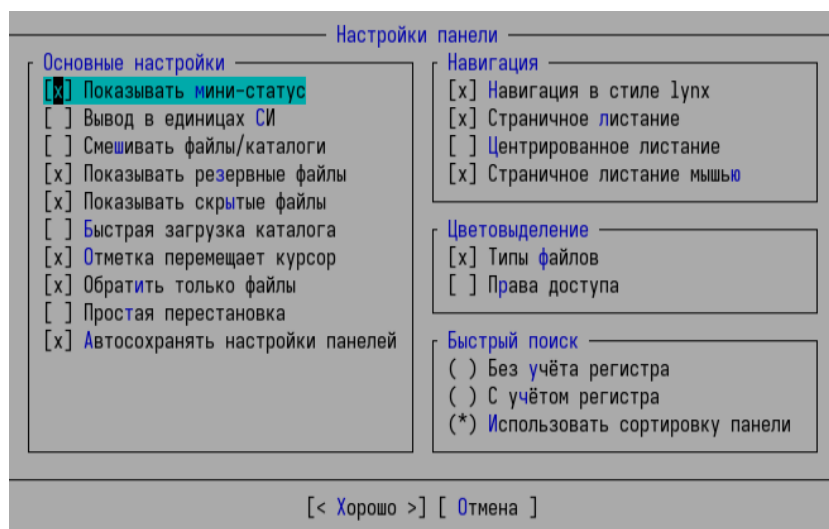 Настройки панели
Основные настройки
[x] Показывать мини-статус
[ ] Вывод в единицах СИ
[ ] Смешивать файлы/каталоги
[x] Показывать резервные файлы
[x] Показывать скрытые файлы
[ ] Быстрая загрузка каталога
[x] Отметка перемещает курсор
[x] Обратить только файлы
[ ] Простая перестановка
[x] Автосохранять настройки панелей
Навигация
[x] Навигация в стиле lynx
[x] Страничное листание
[ ] Центрированное листание
[x] Страничное листание мышью
Цветовыделение
[x] Типы файлов
[ ] Права доступа
Быстрый поиск
( ) Без учёта регистра
( ) С учётом регистра
(*) Использовать сортировку панели
[< Хорошо >] [ Отмена ]